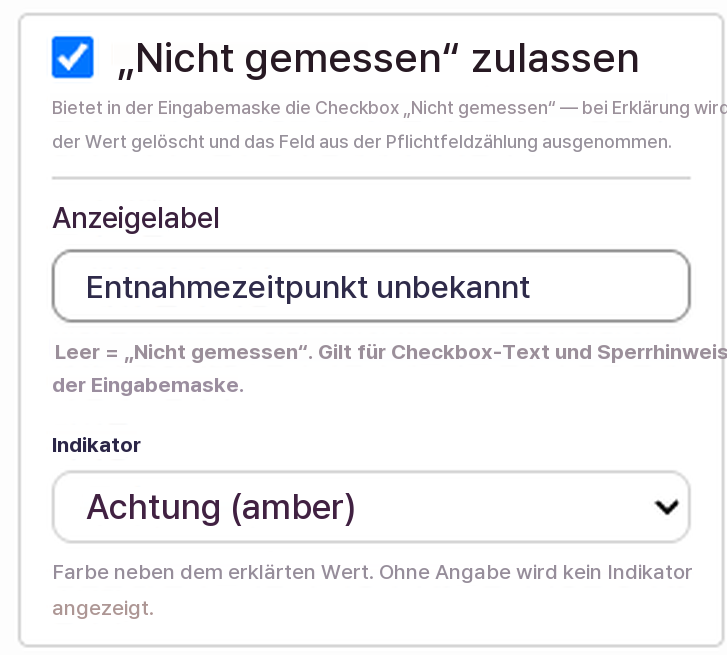 „Nicht gemessen“ zulassen
Bietet in der Eingabemaske die Checkbox „Nicht gemessen“ — bei Erklärung wird
der Wert gelöscht und das Feld aus der Pflichtfeldzählung ausgenommen.
Anzeigelabel
Entnahmezeitpunkt unbekannt
Leer = „Nicht gemessen“. Gilt für Checkbox-Text und Sperrhinweis
der Eingabemaske.
Indikator
Achtung (amber)
Farbe neben dem erklärten Wert. Ohne Angabe wird kein Indikator
angezeigt.